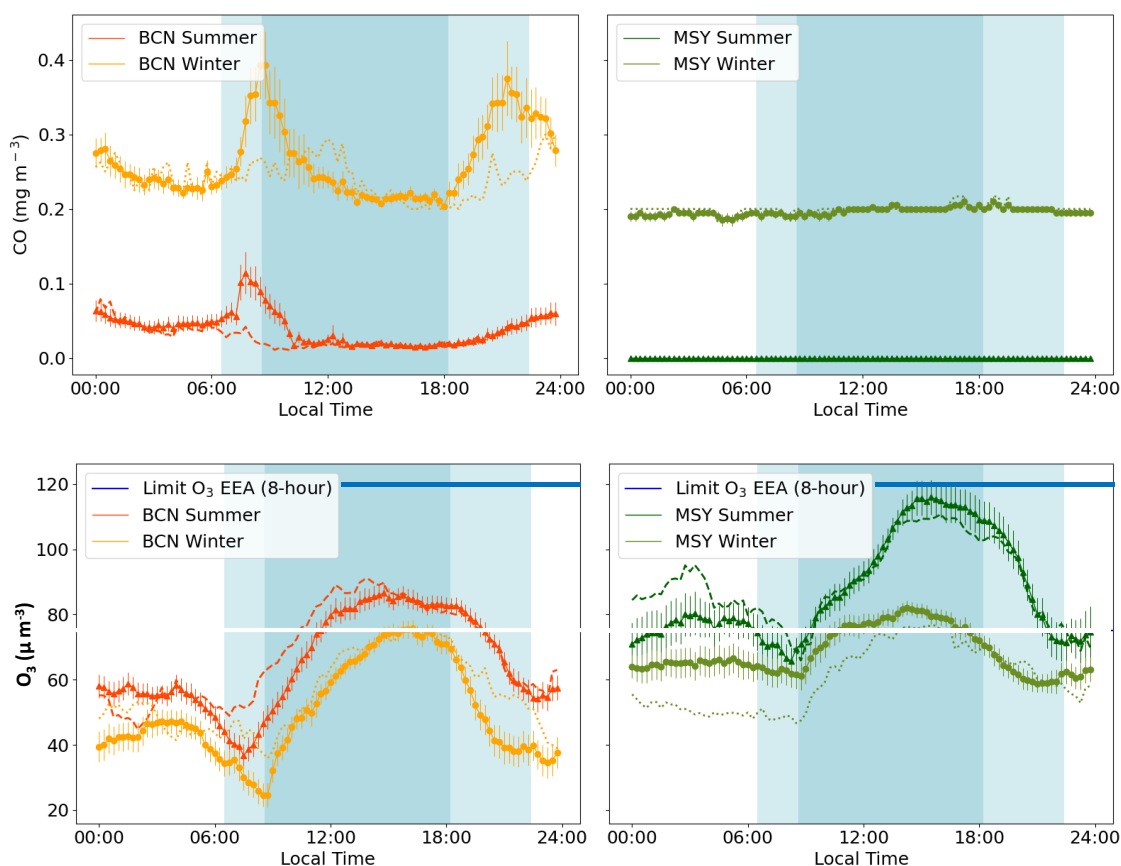 BCN Summer
BCN Winter
MSY Summer
MSY Winter
CO (mg m⁻³)
0.4
0.3
0.2
0.1
0.0
00:00 06:00 12:00 18:00 24:00
Local Time
00:00 06:00 12:00 18:00 24:00
Local Time
Limit O₃ EEA (8-hour)
BCN Summer
BCN Winter
Limit O₃ EEA (8-hour)
MSY Summer
MSY Winter
O₃ (µ m⁻³)
120
100
80
60
40
20
00:00 06:00 12:00 18:00 24:00
Local Time
00:00 06:00 12:00 18:00 24:00
Local Time